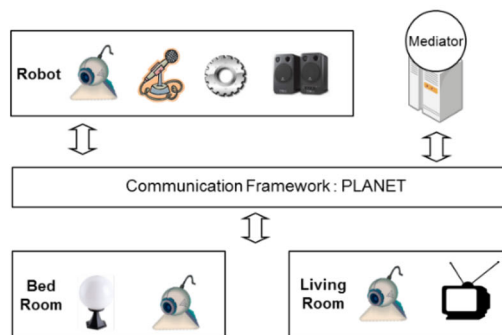 Robot
Mediator
Communication Framework : PLANET
Bed
Room
Living
Room